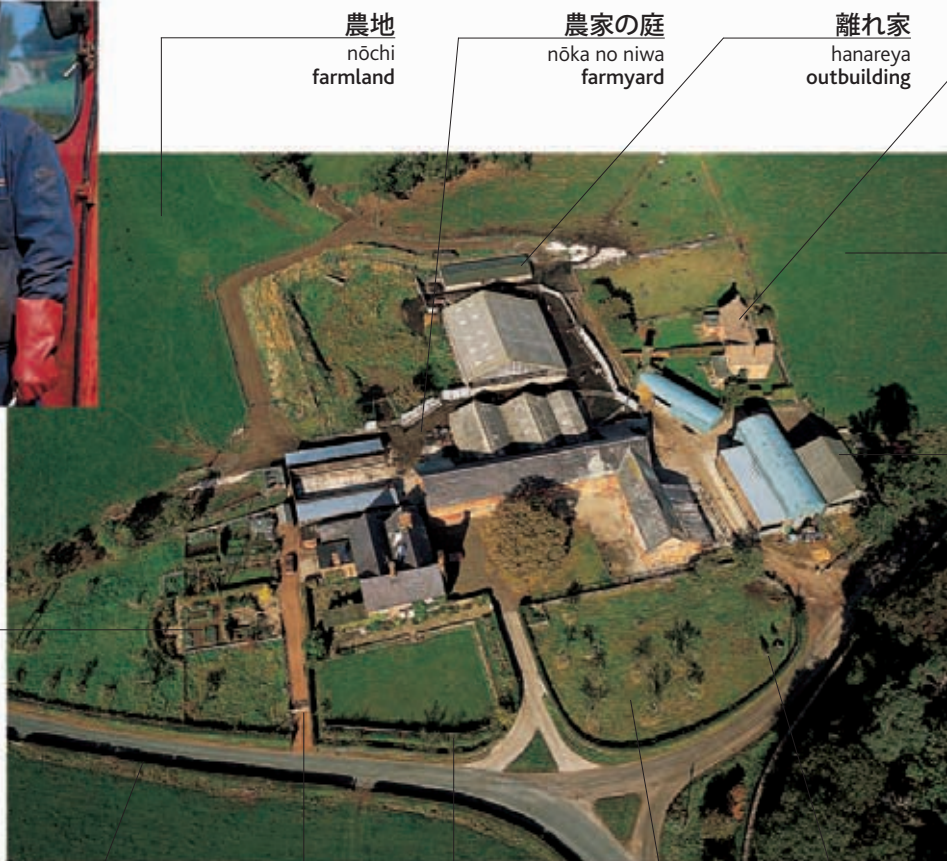 農地
nōchi
farmland
農家の庭
nōka no niwa
farmyard
離れ家
hanareya
outbuilding